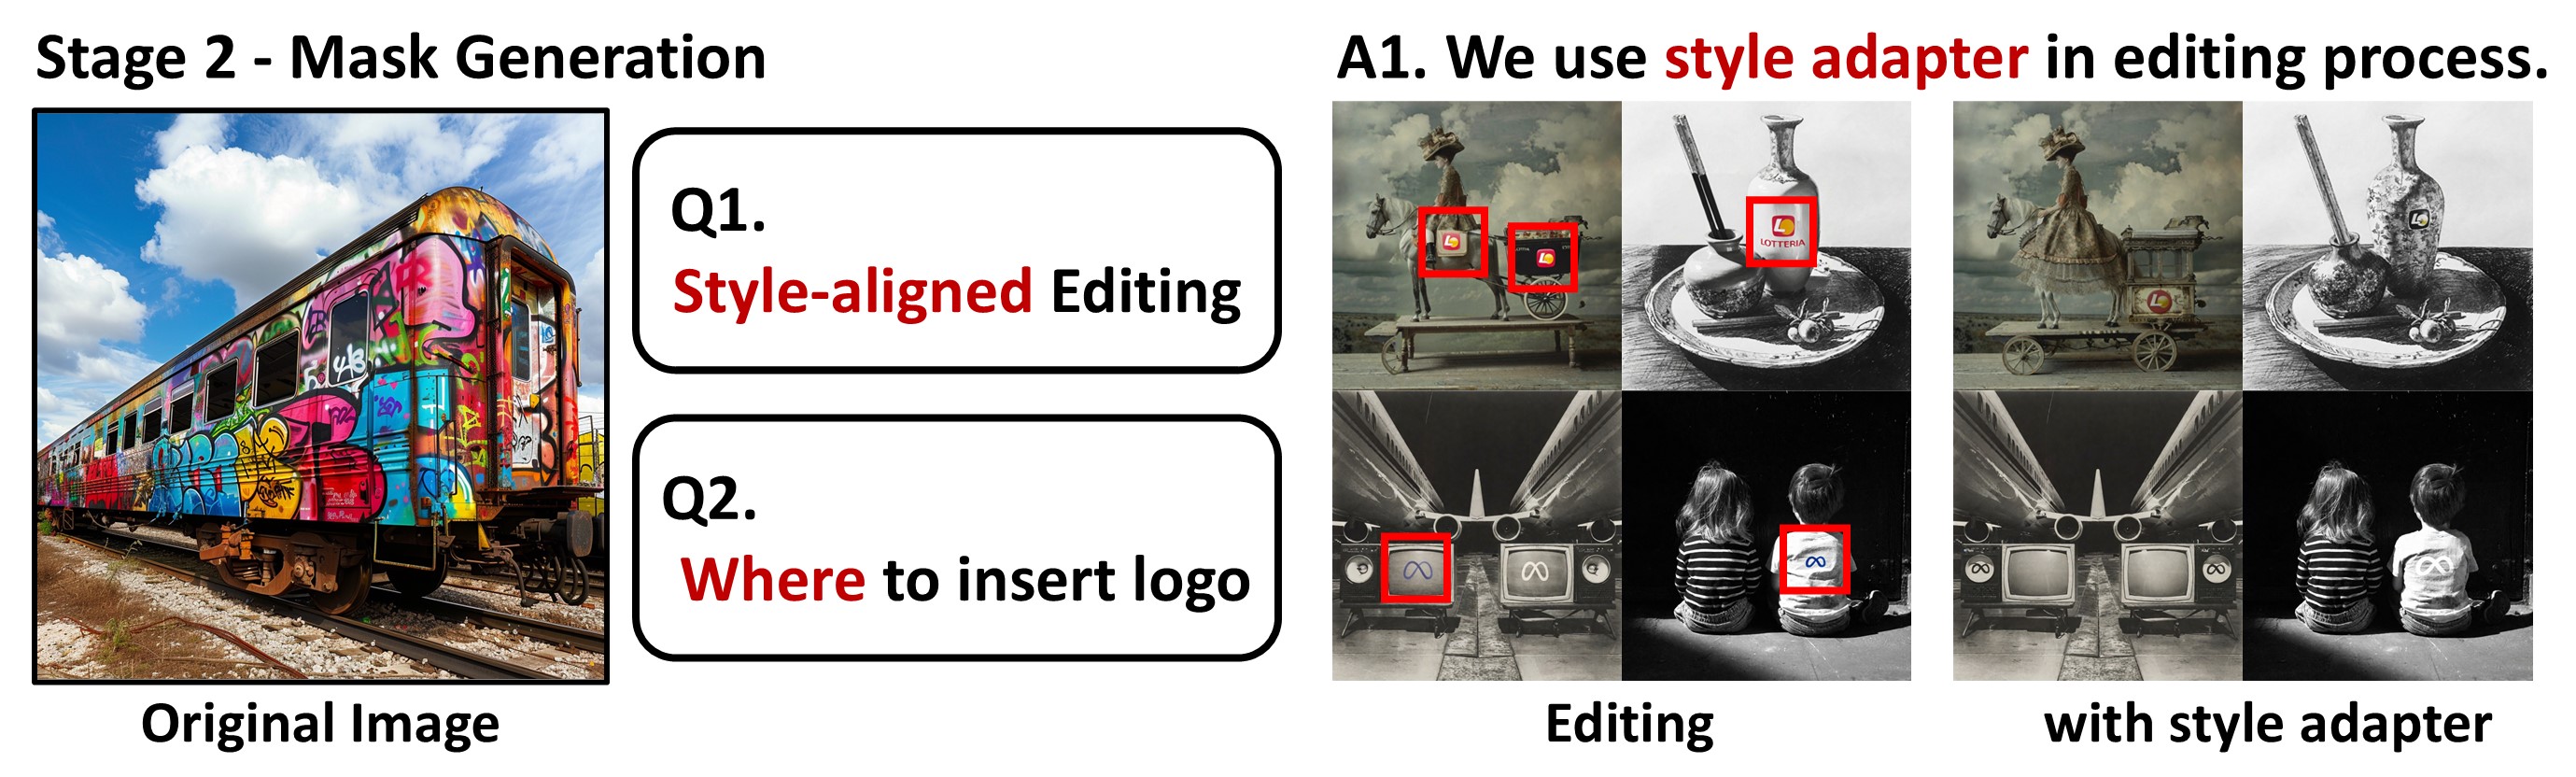 Stage 2 - Mask Generation
Original Image
Q1.
Style-aligned Editing
Q2.
Where to insert logo
A1. We use style adapter in editing process.
LOTTERIA
Editing
with style adapter